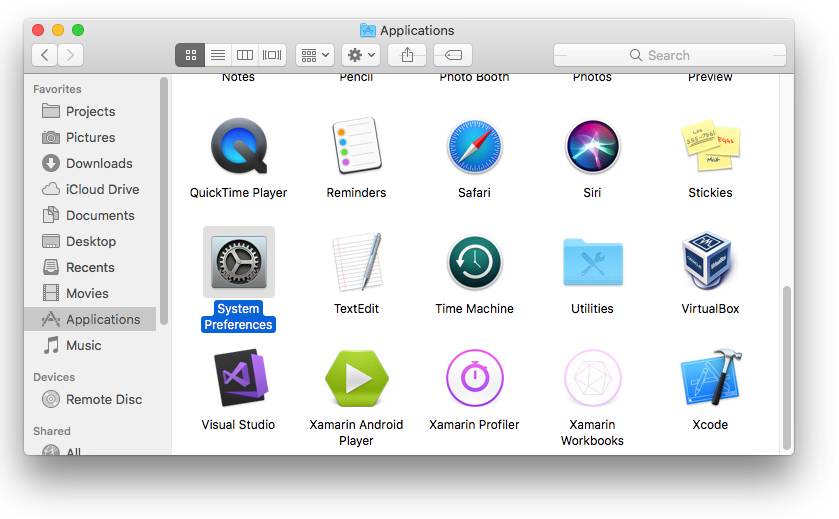 Applications
Search
Favorites
Projects
Pictures
Downloads
iCloud Drive
Documents
Desktop
Recents
Movies
Applications
Music
Devices
Remote Disc
Shared
All
Notes
Pencil
Photo Booth
Photos
Preview
QuickTime Player
Reminders
Safari
Siri
Stickies
System
Preferences
TextEdit
Time Machine
Utilities
VirtualBox
Visual Studio
Xamarin Android
Player
Xamarin Profiler
Xamarin
Workbooks
Xcode